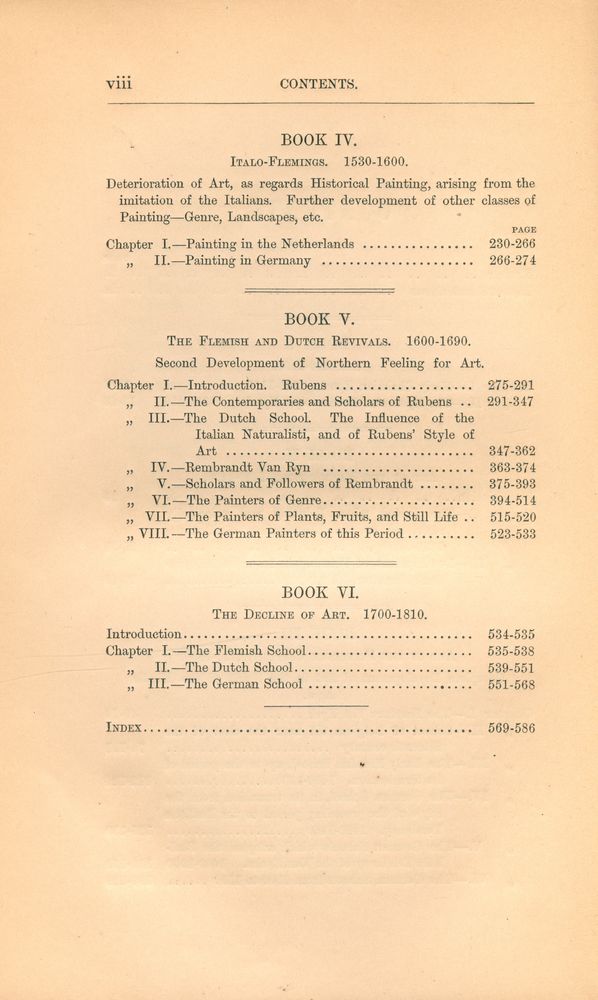 viii CONTENTS.
BOOK IV.
ITALO-FLEMINGS. 1530-1600.
Deterioration of Art, as regards Historical Painting, arising from the
imitation of the Italians. Further development of other classes of
Painting—Genre, Landscapes, etc.
PAGE
Chapter I.—Painting in the Netherlands ................ 230-266
„ II.—Painting in Germany ....................... 266-274
BOOK V.
THE FLEMISH AND DUTCH REVIVALS. 1600-1690.
Second Development of Northern Feeling for Art.
Chapter I.—Introduction. Rubens .................... 275-291
„ II.—The Contemporaries and Scholars of Rubens .. 291-347
„ III.—The Dutch School. The Influence of the
Italian Naturalisti, and of Rubens' Style of
Art ..................................... 347-362
„ IV.—Rembrandt Van Ryn ....................... 363-374
„ V.—Scholars and Followers of Rembrandt ........ 375-393
„ VI.—The Painters of Genre....................... 394-514
„ VII.—The Painters of Plants, Fruits, and Still Life .. 515-520
„ VIII.—The German Painters of this Period .......... 523-533
BOOK VI.
THE DECLINE OF ART. 1700-1810.
Introduction........................................... 534-535
Chapter I.—The Flemish School......................... 535-538
„ II.—The Dutch School........................... 539-551
„ III.—The German School ......................... 551-568
INDEX................................................. 569-586